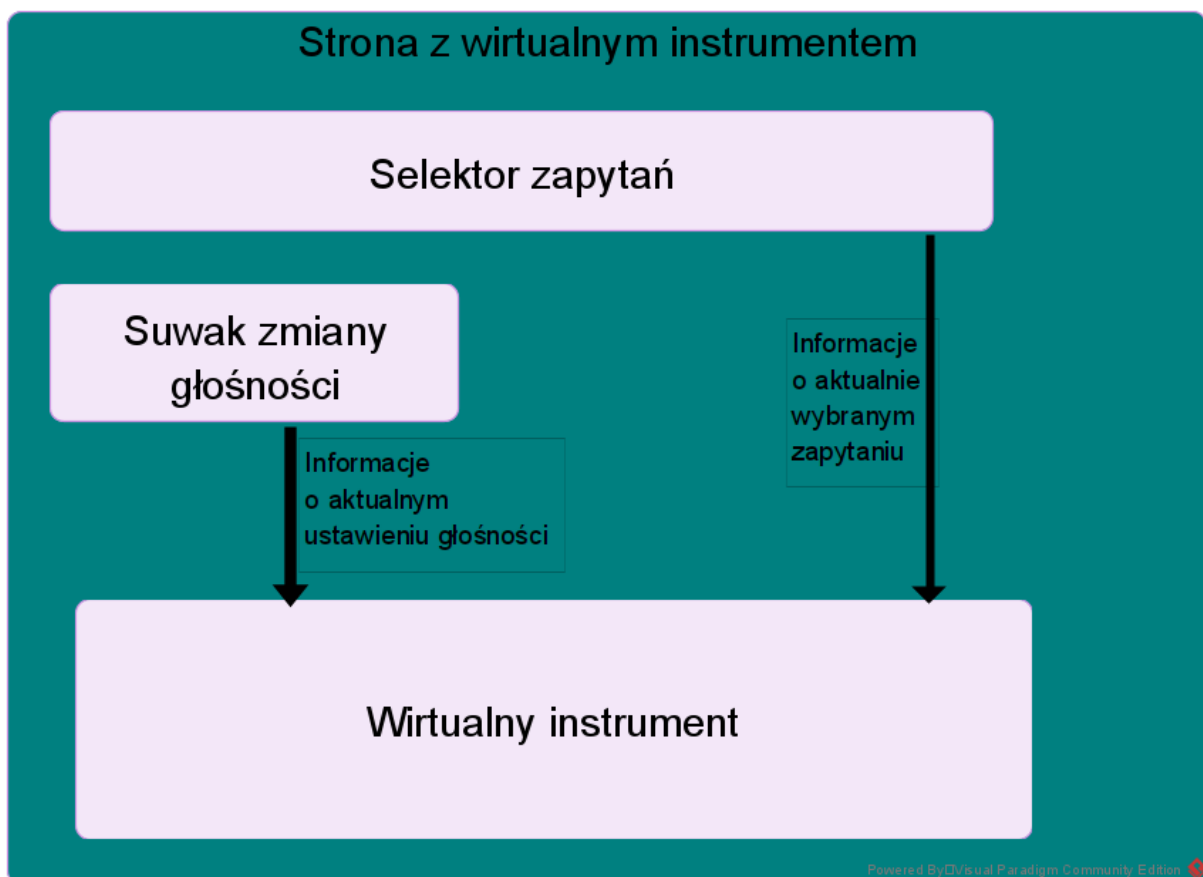 Strona z wirtualnym instrumentem
Selektor zapytań
Suwak zmiany
głośności
Informacje
o aktualnie
wybranym
zapytaniu
Informacje
o aktualnym
ustawieniu głośności
Wirtualny instrument
Powered By Visual Paradigm Community Edition